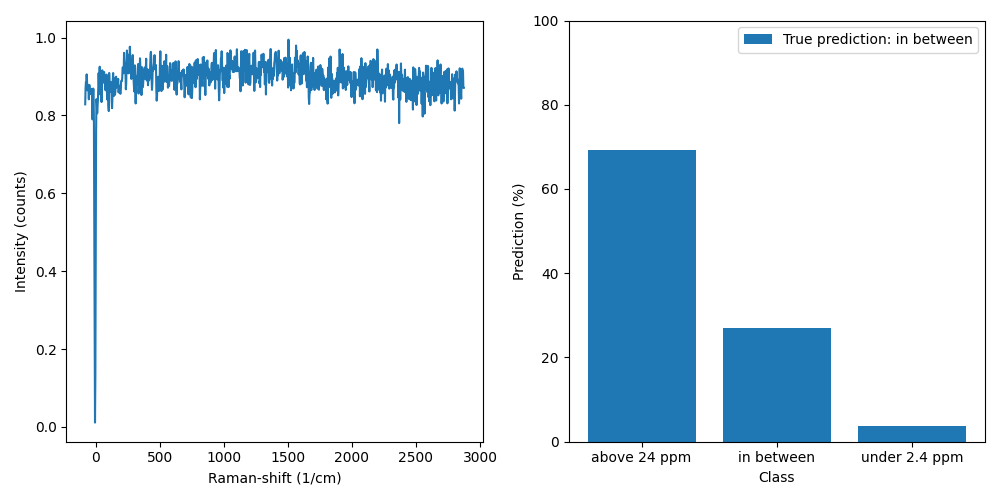 1.0
0.8
0.6
0.4
0.2
0.0
Intensity (counts)
0 500 1000 1500 2000 2500 3000
Raman-shift (1/cm)
100
80
60
40
20
0
Prediction (%)
True prediction: in between
above 24 ppm in between under 2.4 ppm
Class